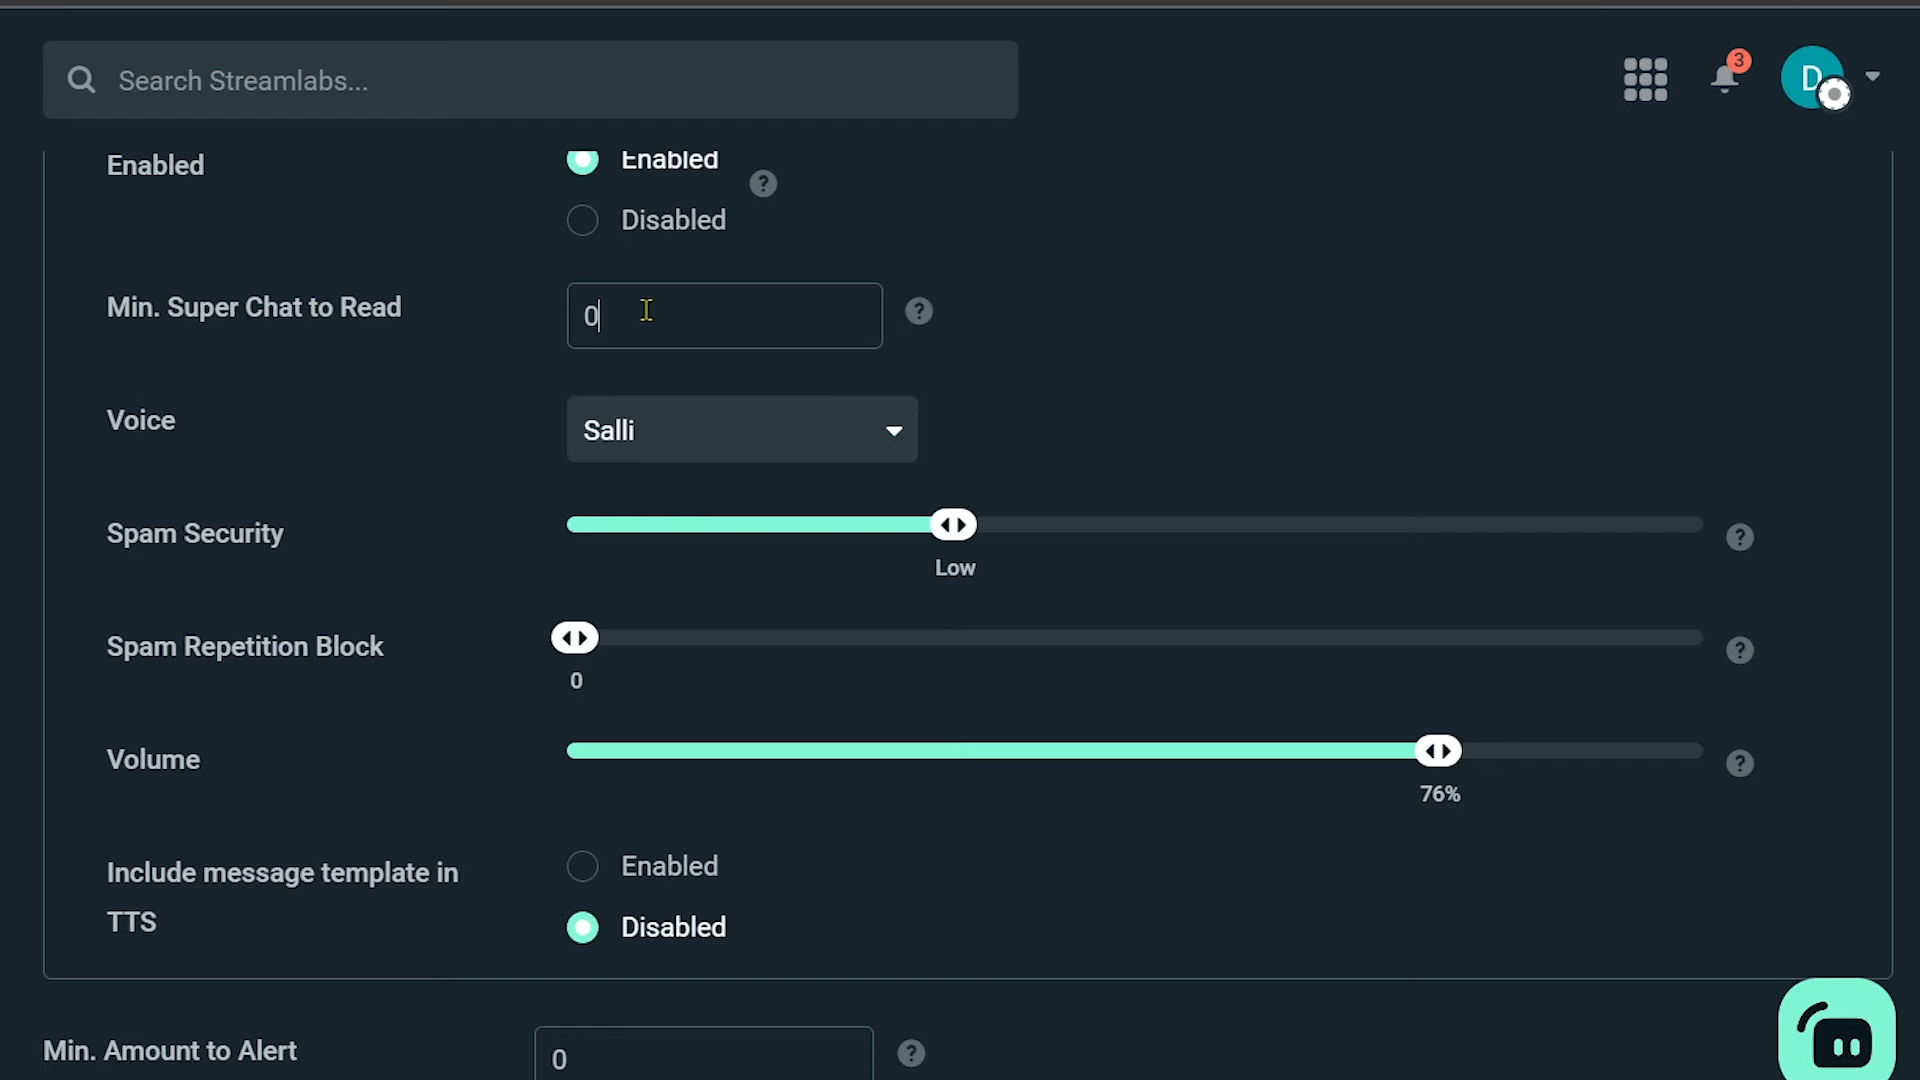 Search Streamlabs...
3
D
Enabled
Enabled
?
Disabled
Min. Super Chat to Read
0
?
Voice
Salli
Spam Security
?
Low
Spam Repetition Block
?
0
Volume
?
76%
Include message template in
TTS
Enabled
Disabled
Min. Amount to Alert
0
?